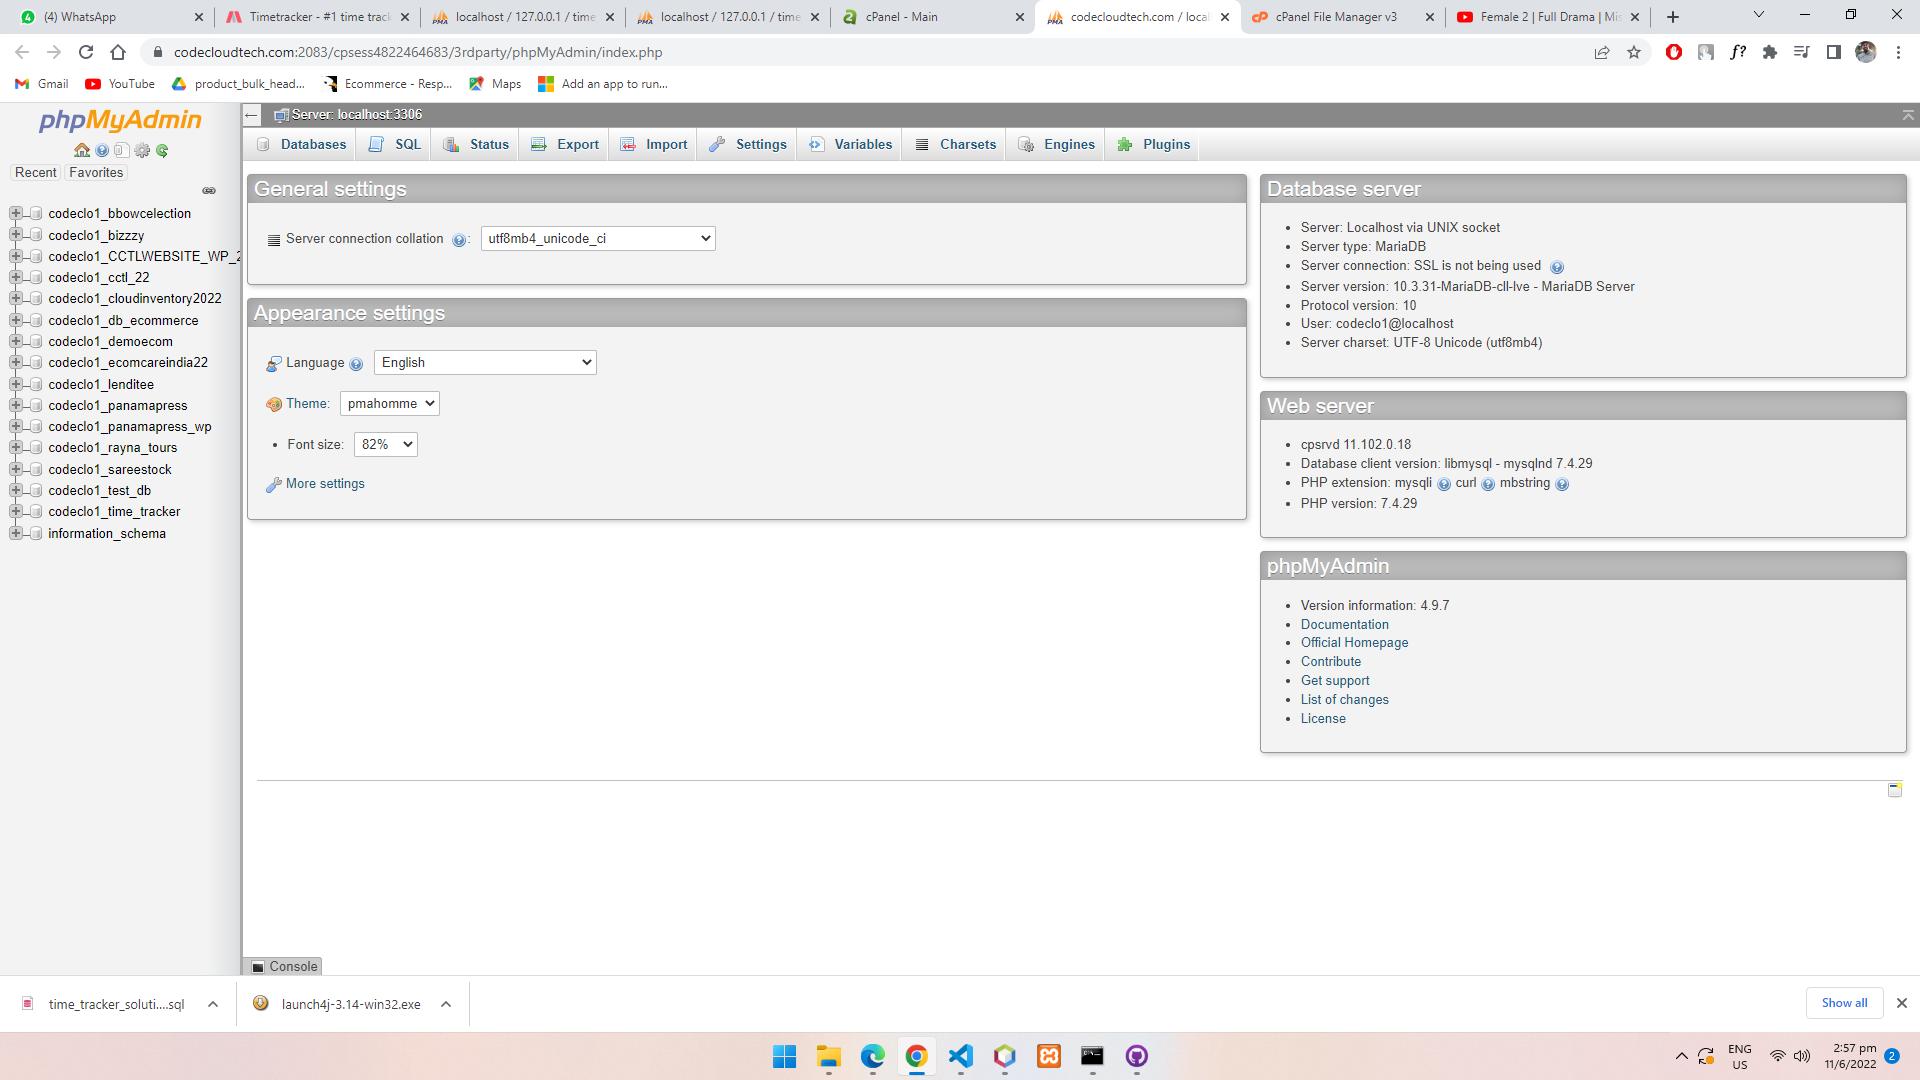 (4) WhatsApp
Timetracker - #1 time track
localhost / 127.0.0.1 / time
localhost / 127.0.0.1 / time
cPanel - Main
codecloudtech.com / local
cPanel File Manager v3
Female 2 | Full Drama | Mis
codecloudtech.com:2083/cpsess4822464683/3rdparty/phpMyAdmin/index.php
f?
Gmail
YouTube
product_bulk_head...
Ecommerce - Resp...
Maps
Add an app to run...
phpMyAdmin
Recent
Favorites
codeclo1_bbowcelection
codeclo1_bizzzy
codeclo1_CCTLWEBSITE_WP_2
codeclo1_cctl_22
codeclo1_cloudinventory2022
codeclo1_db_ecommerce
codeclo1_demoecom
codeclo1_ecomcareindia22
codeclo1_lenditee
codeclo1_panamapress
codeclo1_panamapress_wp
codeclo1_rayna_tours
codeclo1_sareestock
codeclo1_test_db
codeclo1_time_tracker
information_schema
Server: localhost:3306
Databases
SQL
Status
Export
Import
Settings
Variables
Charsets
Engines
Plugins
General settings
Server connection collation : utf8mb4_unicode_ci
Appearance settings
Language English
Theme: pmahomme
• Font size: 82%
More settings
Database server
• Server: Localhost via UNIX socket
• Server type: MariaDB
• Server connection: SSL is not being used
• Server version: 10.3.31-MariaDB-cll-lve - MariaDB Server
• Protocol version: 10
• User: codeclo1@localhost
• Server charset: UTF-8 Unicode (utf8mb4)
Web server
• cpsrvd 11.102.0.18
• Database client version: libmysql - mysqlnd 7.4.29
• PHP extension: mysqli curl mbstring
• PHP version: 7.4.29
phpMyAdmin
• Version information: 4.9.7
• Documentation
• Official Homepage
• Contribute
• Get support
• List of changes
• License
Console
time_tracker_soluti....sql
launch4j-3.14-win32.exe
Show all
ENG
US
2:57 pm
11/6/2022
2